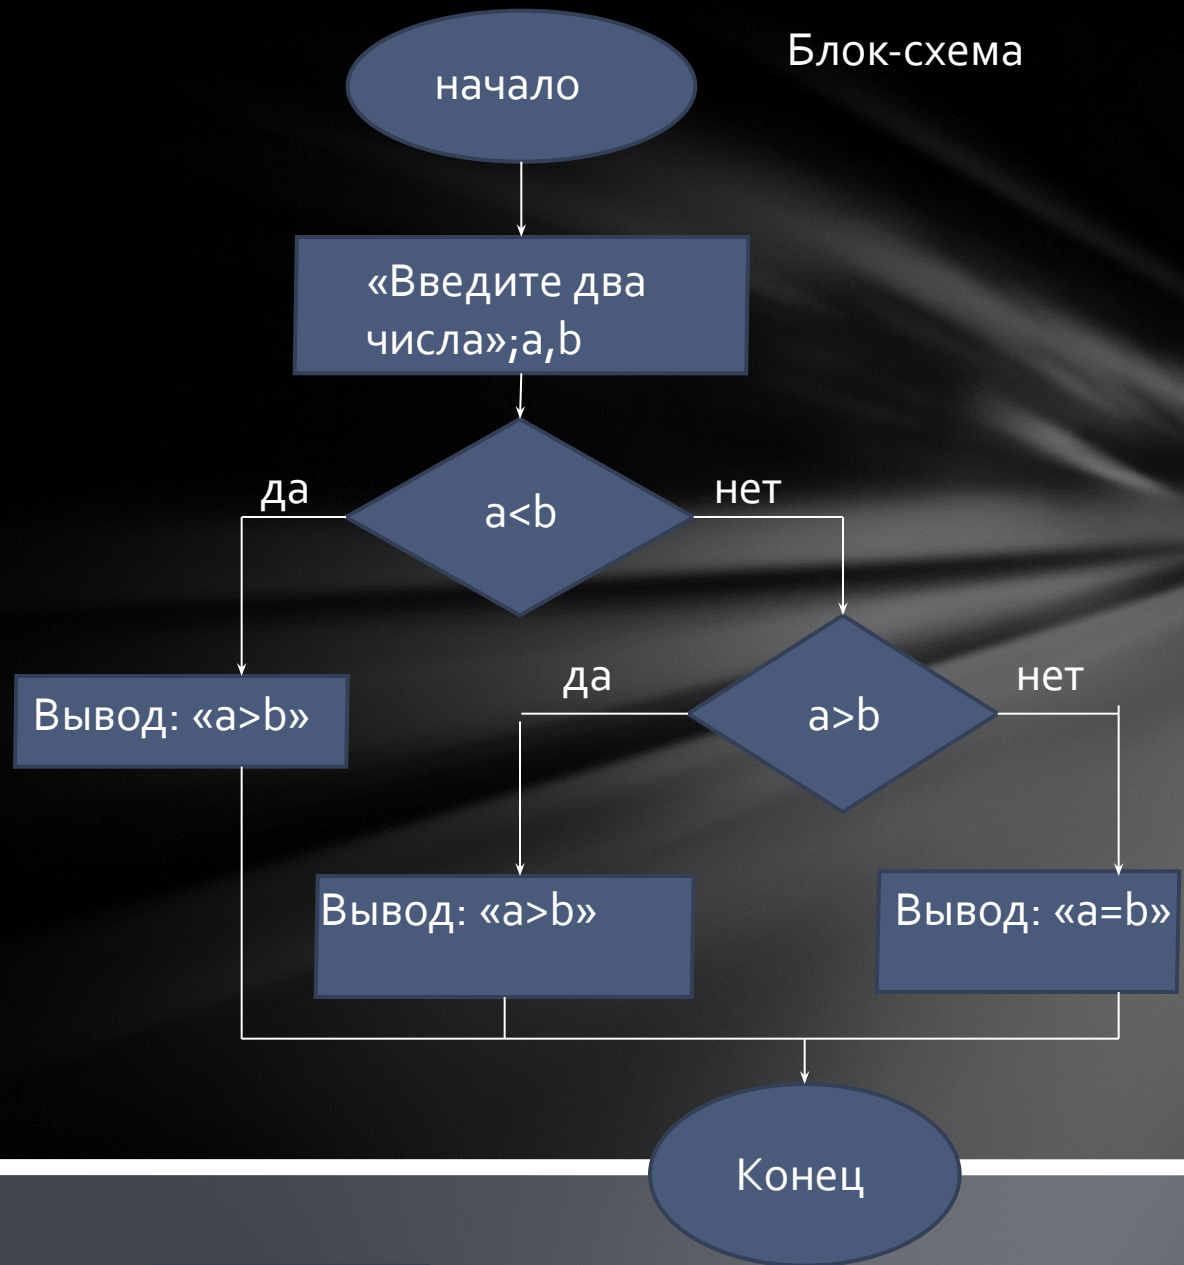 Блок-схема
начало
«Введите два
числа»;a,b
a<b
да
нет
Вывод: «a>b»
a>b
да
нет
Вывод: «a>b»
Вывод: «a=b»
Конец